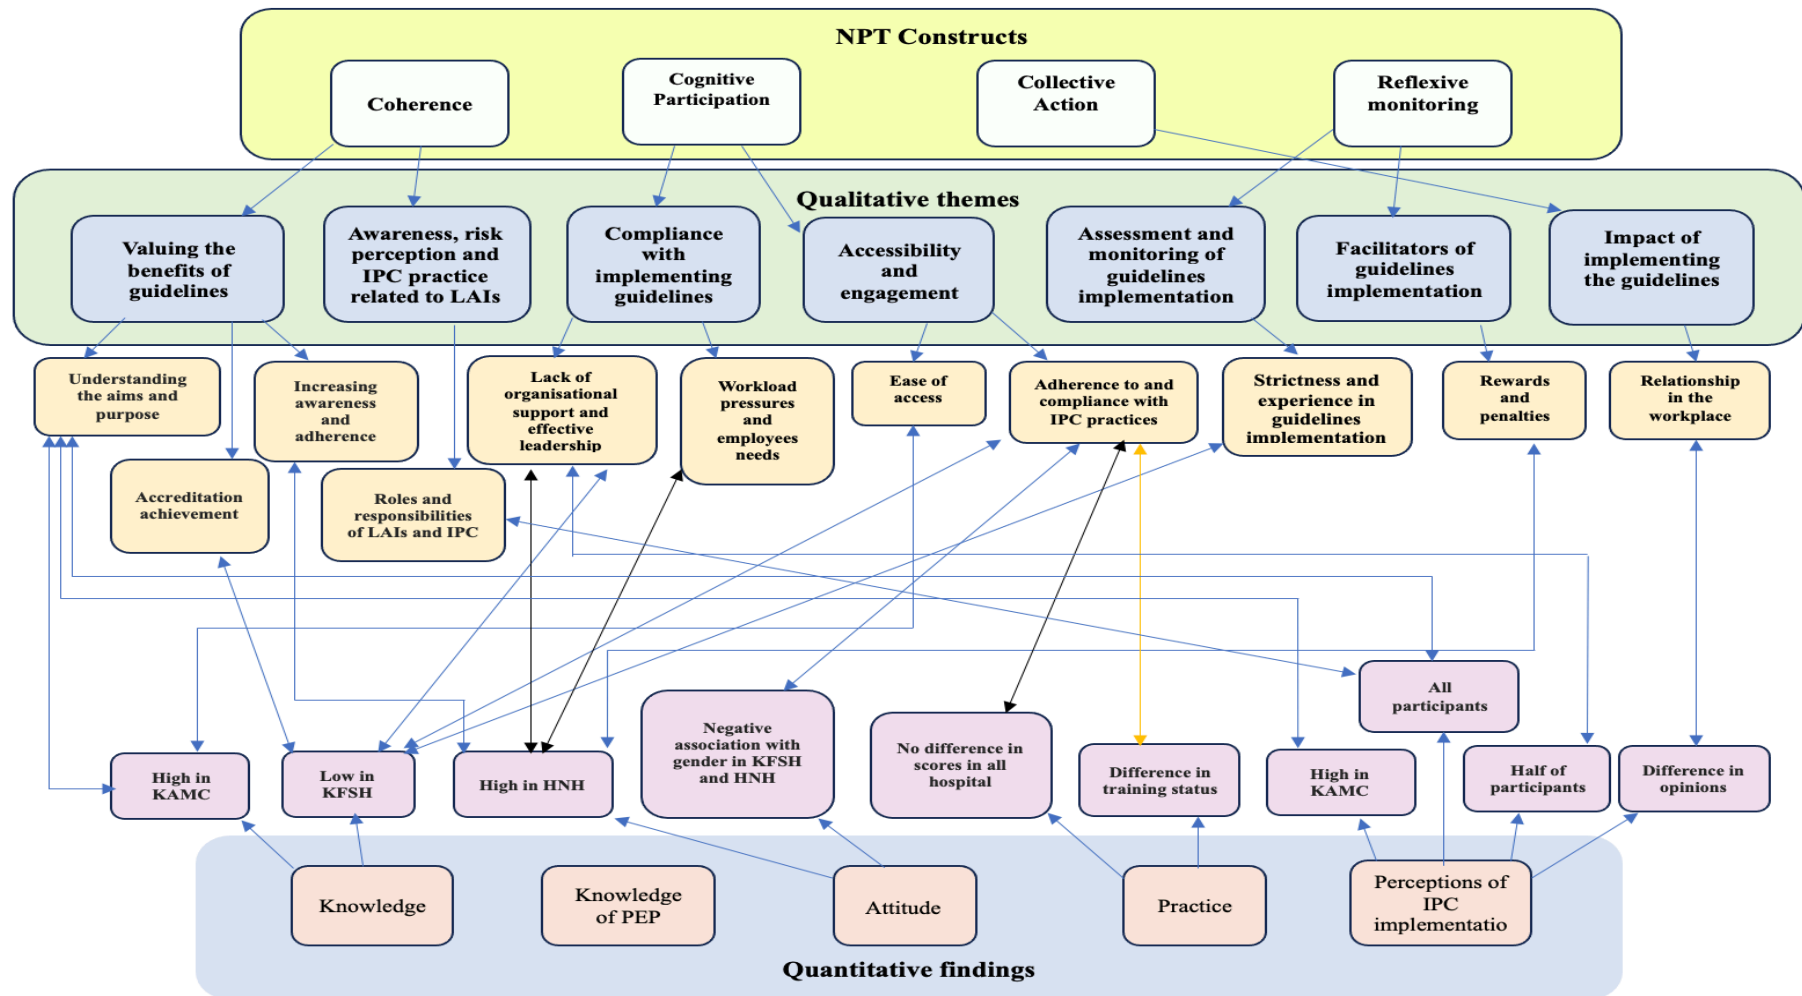 NPT Constructs
Coherence
Cognitive
Participation
Collective
Action
Reflexive
monitoring
Qualitative themes
Valuing the
benefits of
guidelines
Awareness, risk
perception and
IPC practice
related to LAIs
Compliance
with
implementing
guidelines
Accessibility
and
engagement
Assessment and
monitoring of
guidelines
implementation
Facilitators of
guidelines
implementation
Impact of
implementing
the guidelines
Understanding
the aims and
purpose
Increasing
awareness and
adherence
Lack of
organisational
support and
effective
leadership
Workload
pressures
and
employees
needs
Ease of
access
Adherence to and
compliance with
IPC practices
Strictness and
experience in
guidelines
implementation
Rewards
and
penalties
Relationship
in the
workplace
Accreditation
achievement
Roles and
responsibilities
of LAIs and IPC
All
participants
High in
KAMC
Low in
KFSH
High in HNH
Negative
association with
gender in KFSH
and HNH
No difference in
scores in all
hospital
Difference in
training status
High in
KAMC
Half of
participants
Difference in
opinions
Knowledge
Knowledge
of PEP
Attitude
Practice
Perceptions of
IPC
implementatio
Quantitative findings